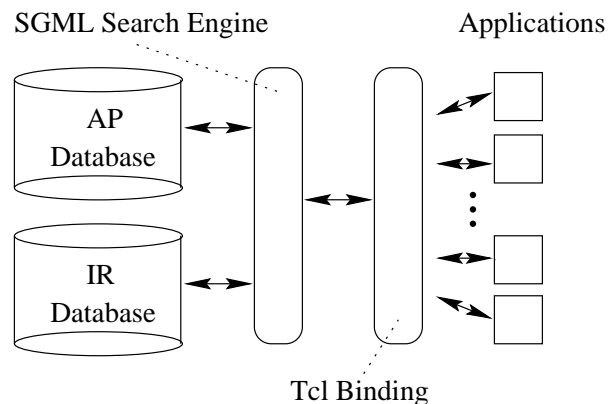 SGML Search Engine
Applications
AP
Database
IR
Database
Tcl Binding